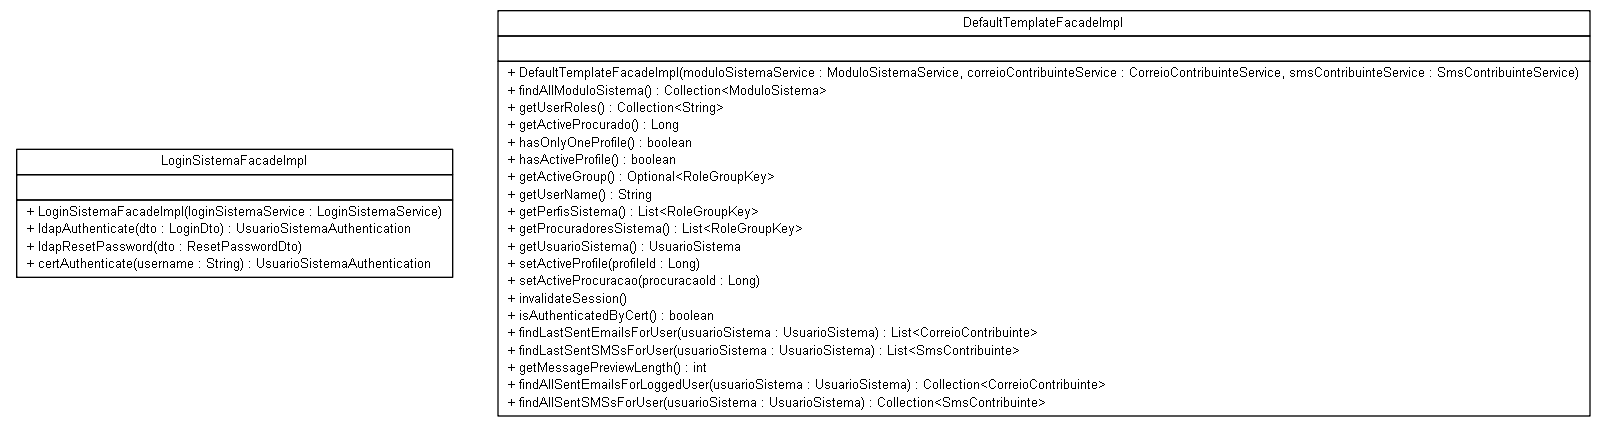 LoginSistemaFacadeImpl
+ LoginSistemaFacadeImpl(loginSistemaService : LoginSistemaService)
+ ldapAuthenticate(dto : LoginDto) : UsuarioSistemaAuthentication
+ ldapResetPassword(dto : ResetPasswordDto)
+ certAuthenticate(username : String) : UsuarioSistemaAuthentication
DefaultTemplateFacadeImpl
+ DefaultTemplateFacadeImpl(moduloSistemaService : ModuloSistemaService, correioContribuinteService : CorreioContribuinteService, smsContribuinteService : SmsContribuinteService)
+ findAllModuloSistema() : Collection<ModuloSistema>
+ getUserRoles() : Collection<String>
+ getActiveProcurado() : Long
+ hasOnlyOneProfile() : boolean
+ hasActiveProfile() : boolean
+ getActiveGroup() : Optional<RoleGroupKey>
+ getUserName() : String
+ getPerfisSistema() : List<RoleGroupKey>
+ getProcuradoresSistema() : List<RoleGroupKey>
+ getUsuarioSistema() : UsuarioSistema
+ setActiveProfile(profileId : Long)
+ setActiveProcuracao(procuracaoId : Long)
+ invalidateSession()
+ isAuthenticatedByCert() : boolean
+ findLastSentEmailsForUser(usuarioSistema : UsuarioSistema) : List<CorreioContribuinte>
+ findLastSentSMSsForUser(usuarioSistema : UsuarioSistema) : List<SmsContribuinte>
+ getMessagePreviewLength() : int
+ findAllSentEmailsForLoggedUser(usuarioSistema : UsuarioSistema) : Collection<CorreioContribuinte>
+ findAllSentSMSsForUser(usuarioSistema : UsuarioSistema) : Collection<SmsContribuinte>